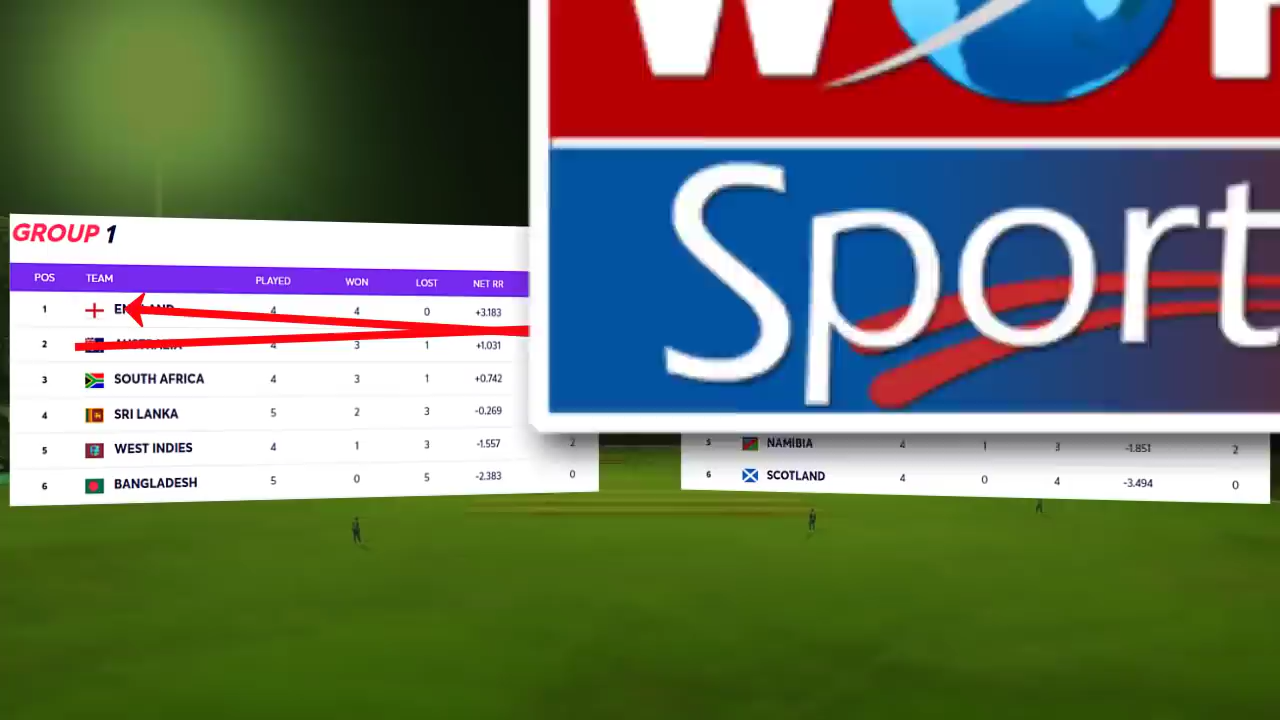 W
Sport
GROUP 1
POS TEAM PLAYED WON LOST NET RR
1 ENGLAND 4 4 0 +3.183
2 AUSTRALIA 4 3 1 +1.031
3 SOUTH AFRICA 4 3 1 +0.742
4 SRI LANKA 5 2 3 -0.269
5 WEST INDIES 4 1 3 -1.557 2
6 BANGLADESH 5 0 5 -2.383 0
5 NAMIBIA 4 1 3 -1.851 2
6 SCOTLAND 4 0 4 -3.494 0